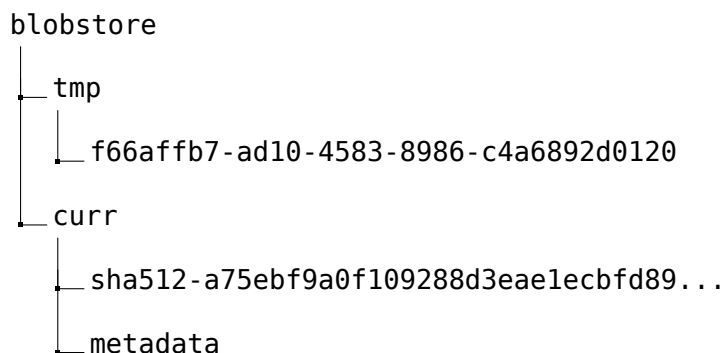 blobstore
tmp
f66affb7-ad10-4583-8986-c4a6892d0120
curr
sha512-a75ebf9a0f109288d3eae1ecbfd89...
metadata